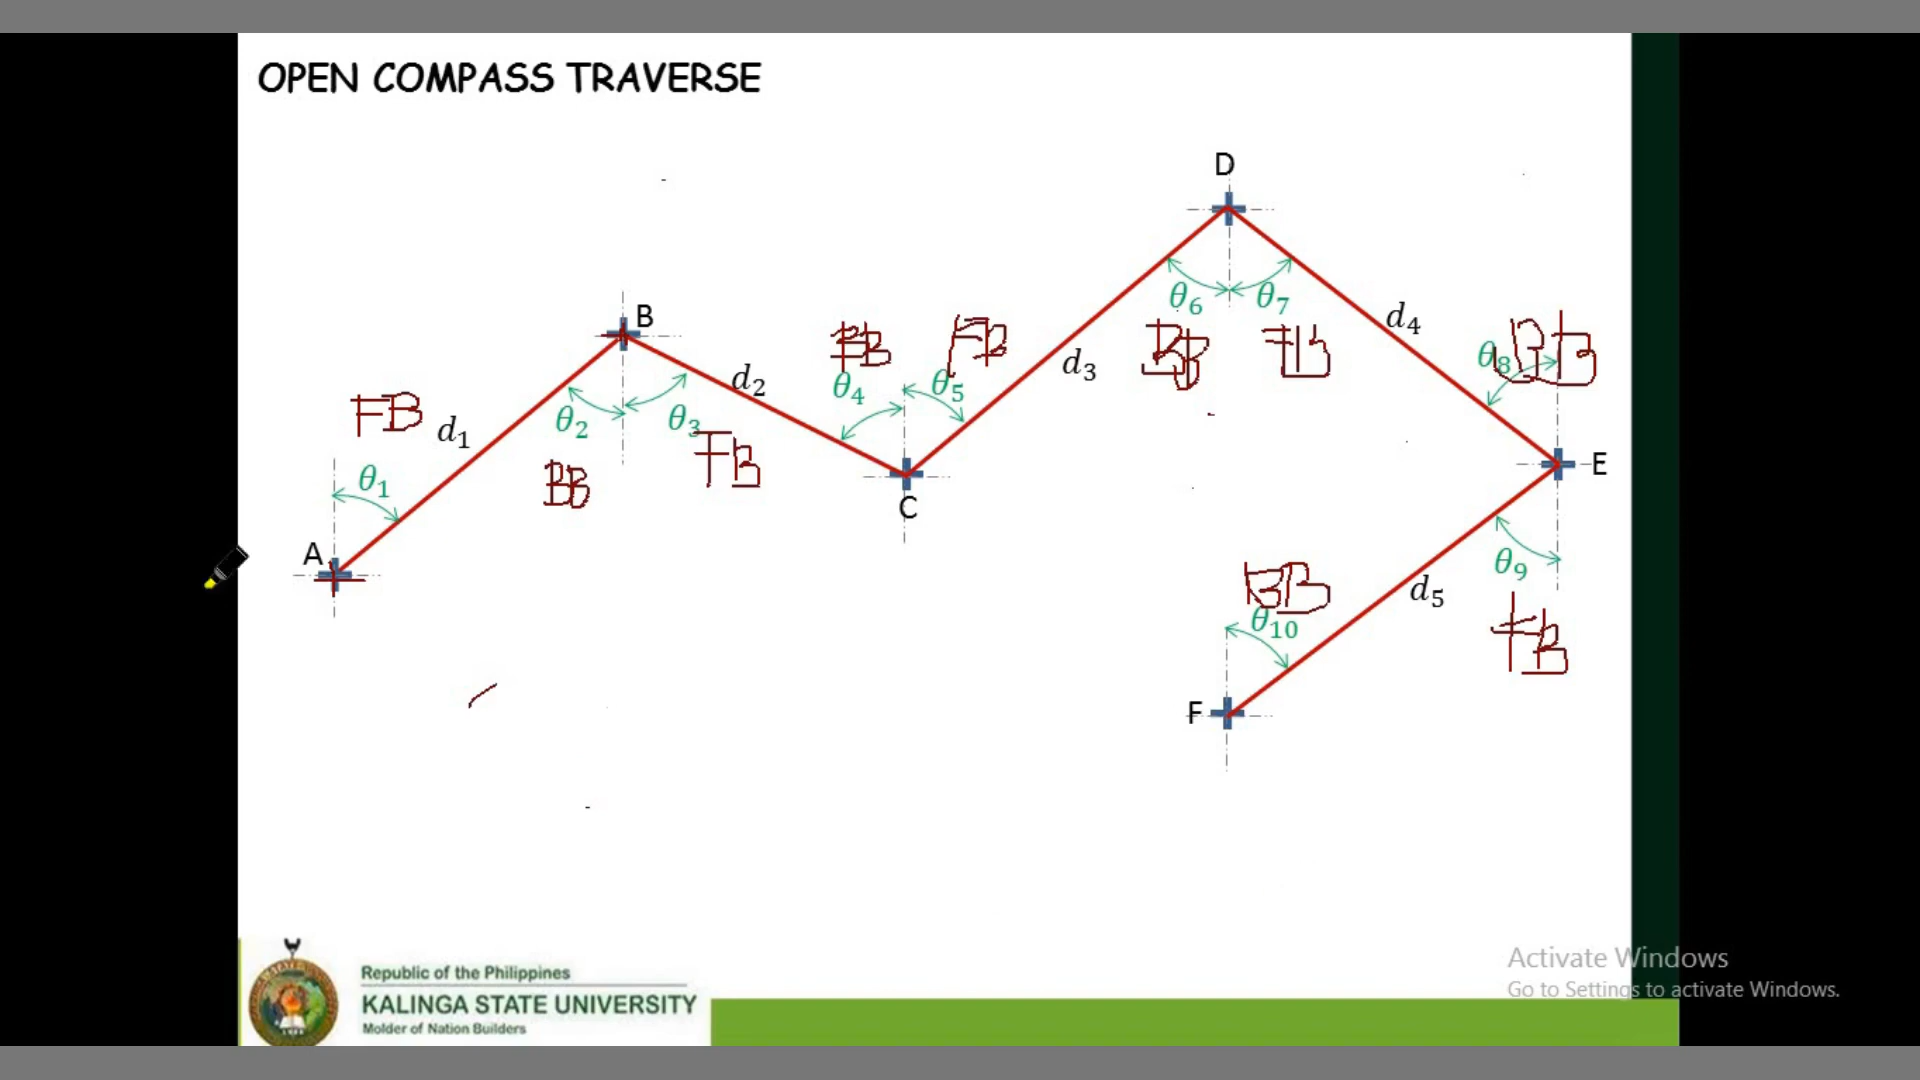 OPEN COMPASS TRAVERSE
D
B
θ6
θ7
d4
BB
FB
θ8
BB
d3
BB
FB
θ4
θ5
d2
FB
d1
θ2
θ3
FB
BB
θ1
E
C
A
θ9
BB
d5
θ10
FB
F
Activate Windows
Go to Settings to activate Windows.
Republic of the Philippines
KALINGA STATE UNIVERSITY
Molder of Nation Builders